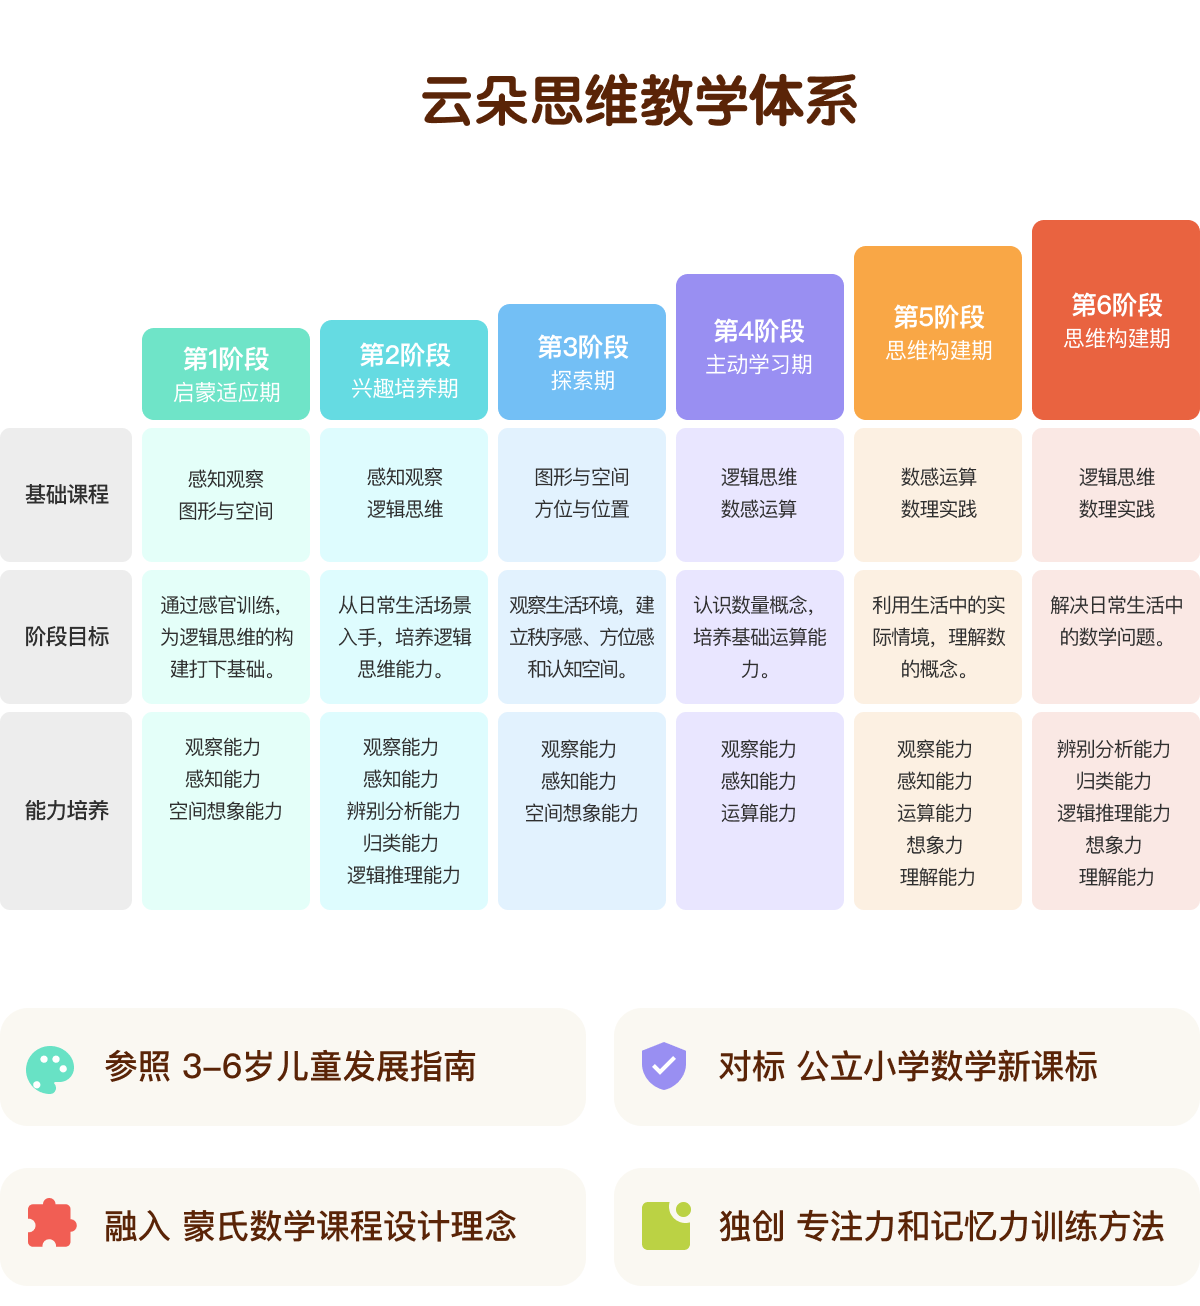 云朵思维教学体系
第1阶段
启蒙适应期
第2阶段
兴趣培养期
第3阶段
探索期
第4阶段
主动学习期
第5阶段
思维构建期
第6阶段
思维构建期
基础课程
感知观察
图形与空间
感知观察
逻辑思维
图形与空间
方位与位置
逻辑思维
数感运算
数感运算
数理实践
逻辑思维
数理实践
阶段目标
通过感官训练，
为逻辑思维的构
建打下基础。
从日常生活场景
入手，培养逻辑
思维能力。
观察生活环境，建
立秩序感、方位感
和认知空间。
认识数量概念，
培养基础运算能
力。
利用生活中的实
际情境，理解数
的概念。
解决日常生活中
的数学问题。
能力培养
观察能力
感知能力
空间想象能力
观察能力
感知能力
辨别分析能力
归类能力
逻辑推理能力
观察能力
感知能力
空间想象能力
观察能力
感知能力
运算能力
观察能力
感知能力
运算能力
想象力
理解能力
辨别分析能力
归类能力
逻辑推理能力
想象力
理解能力
参照 3–6岁儿童发展指南
对标 公立小学数学新课标
融入 蒙氏数学课程设计理念
独创 专注力和记忆力训练方法